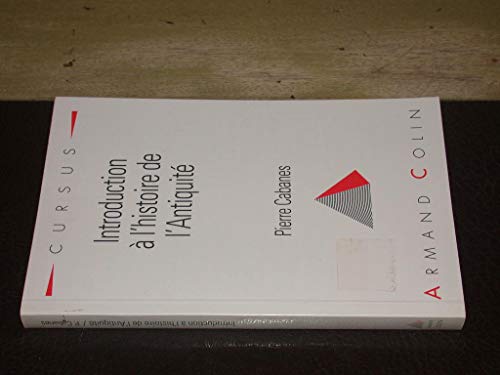 CURSUS
Introduction
à l'histoire de
l'Antiquité
Pierre Cabanes
ARMAND COLIN
Introduction à l'histoire de l'Antiquité / P. Cabanes